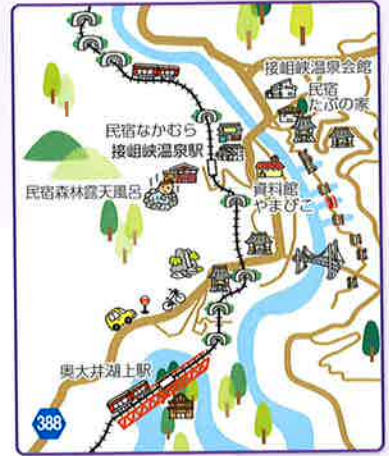 接岨峡温泉会館
民宿
たぶの家
民宿なかむら
接岨峡温泉駅
資料館
やまびこ
民宿森林露天風呂
奥大井湖上駅
388